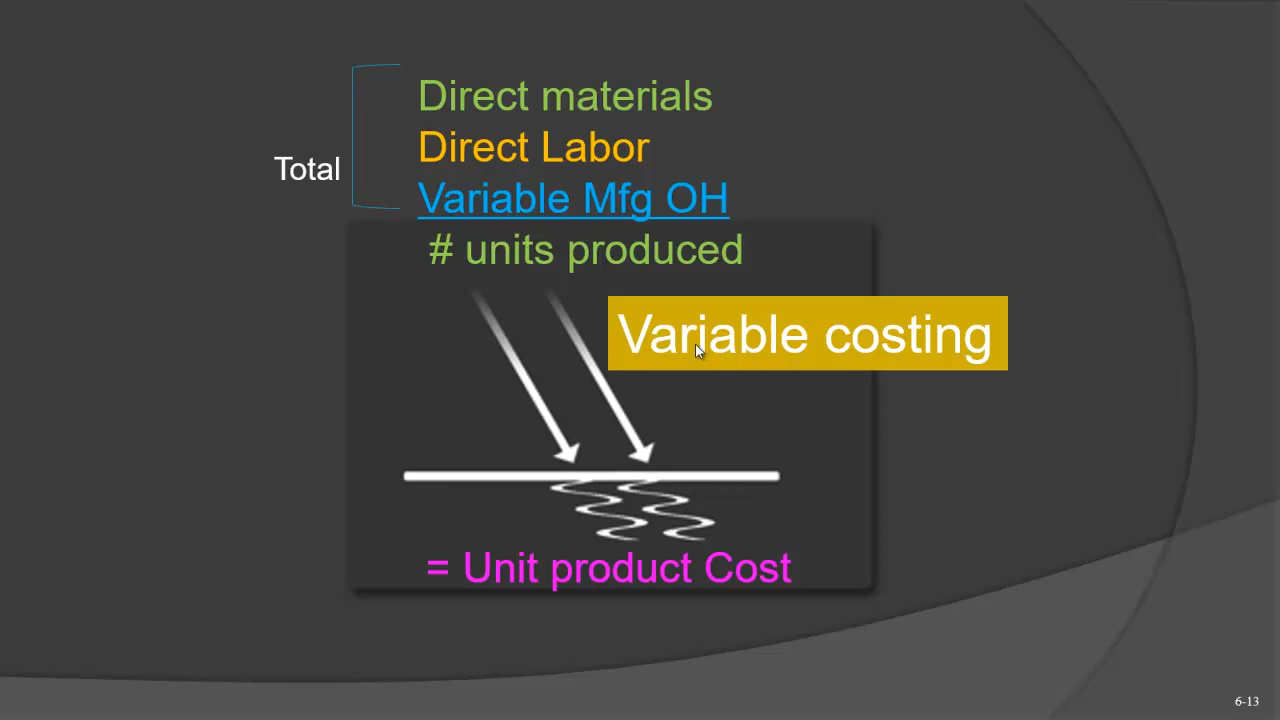 Direct materials
Direct Labor
Total
Variable Mfg OH
# units produced
Variable costing
= Unit product Cost
6-13